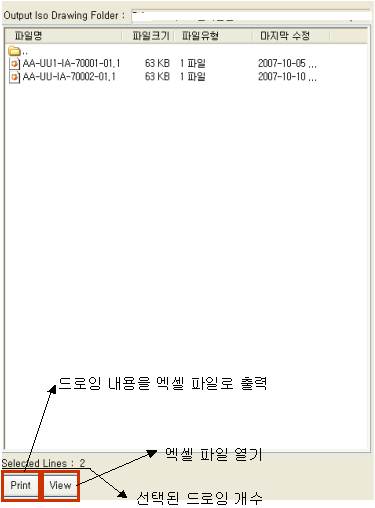 Output Iso Drawing Folder :
파일명 파일크기 파일유형 마지막 수정
..
AA-UU1-IA-70001-01,1 63 KB 1 파일 2007-10-05 ...
AA-UU-IA-70002-01,1 63 KB 1 파일 2007-10-10 ...
드로잉 내용을 엑셀 파일로 출력
엑셀 파일 열기
Selected Lines : 2
Print View
선택된 드로잉 개수